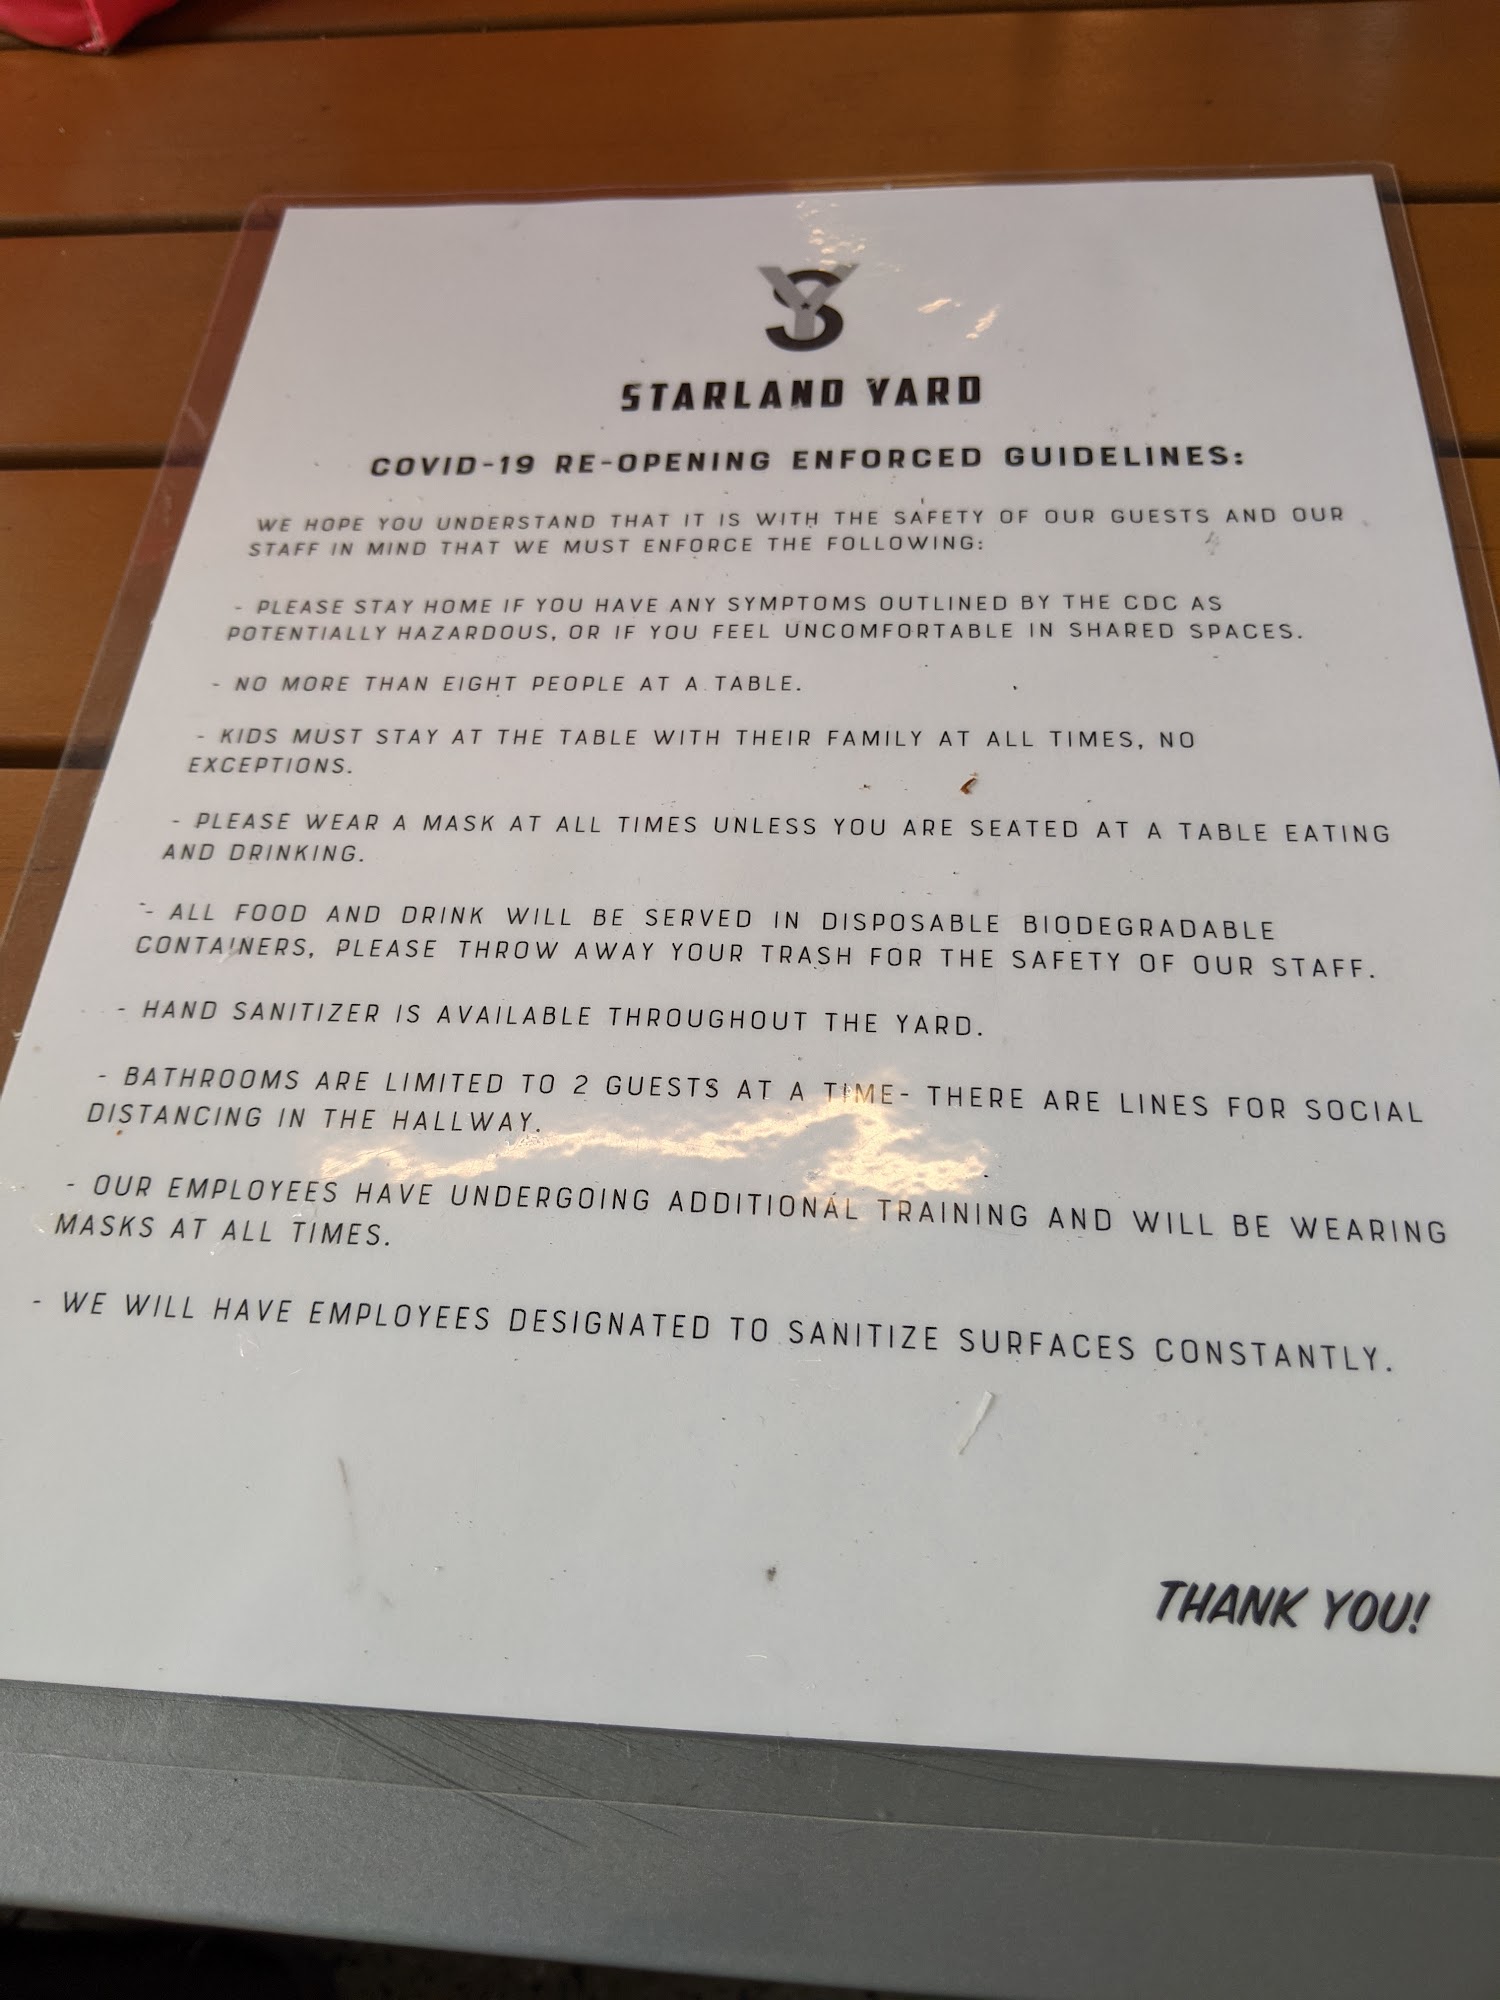 SY
STARLAND YARD
COVID-19 RE-OPENING ENFORCED GUIDELINES:
WE HOPE YOU UNDERSTAND THAT IT IS WITH THE SAFETY OF OUR GUESTS AND OUR
STAFF IN MIND THAT WE MUST ENFORCE THE FOLLOWING:
- PLEASE STAY HOME IF YOU HAVE ANY SYMPTOMS OUTLINED BY THE CDC AS
POTENTIALLY HAZARDOUS, OR IF YOU FEEL UNCOMFORTABLE IN SHARED SPACES.
- NO MORE THAN EIGHT PEOPLE AT A TABLE.
- KIDS MUST STAY AT THE TABLE WITH THEIR FAMILY AT ALL TIMES, NO
EXCEPTIONS.
- PLEASE WEAR A MASK AT ALL TIMES UNLESS YOU ARE SEATED AT A TABLE EATING
AND DRINKING.
- ALL FOOD AND DRINK WILL BE SERVED IN DISPOSABLE BIODEGRADABLE
CONTAINERS, PLEASE THROW AWAY YOUR TRASH FOR THE SAFETY OF OUR STAFF.
- HAND SANITIZER IS AVAILABLE THROUGHOUT THE YARD.
- BATHROOMS ARE LIMITED TO 2 GUESTS AT A TIME- THERE ARE LINES FOR SOCIAL
DISTANCING IN THE HALLWAY.
- OUR EMPLOYEES HAVE UNDERGOING ADDITIONAL TRAINING AND WILL BE WEARING
MASKS AT ALL TIMES.
- WE WILL HAVE EMPLOYEES DESIGNATED TO SANITIZE SURFACES CONSTANTLY.
THANK YOU!